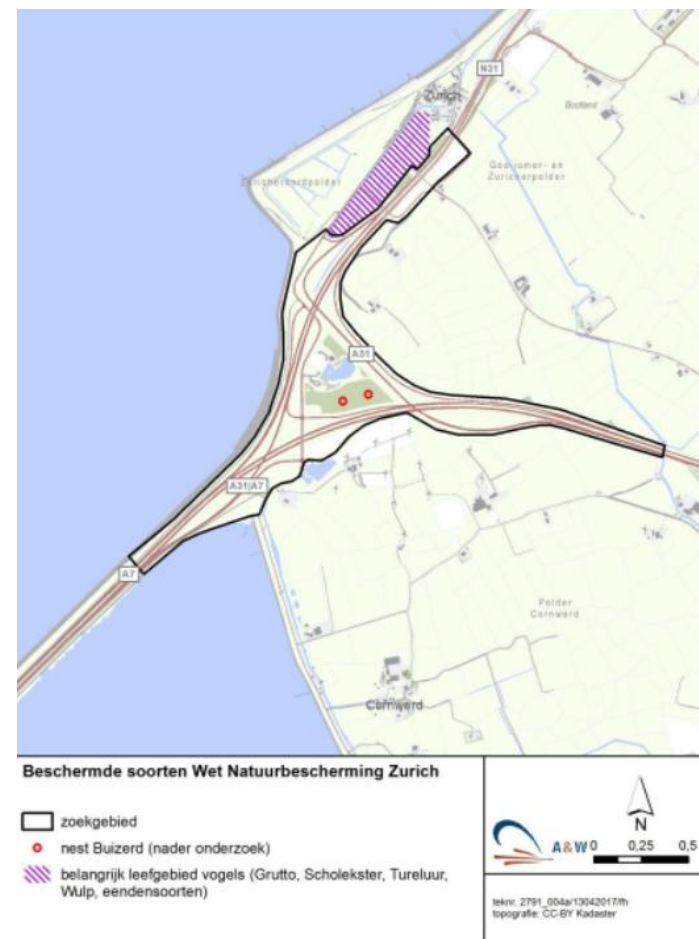 N31
Zurich
Bootland
Zuricheroordpolder
Gooijumer- en
Zuricherpolder
A31
A31/A7
A7
Polder
Cornwerd
Cornwerd
Beschermde soorten Wet Natuurbescherming Zurich
zoekgebied
nest Buizerd (nader onderzoek)
belangrijk leefgebied vogels (Grutto, Scholekster, Tureluur,
Wulp, eendensoorten)
N
A&W 0 0,25 0,5
teknr. 2791_004a/13042017/fh
topografie: CC-BY Kadaster